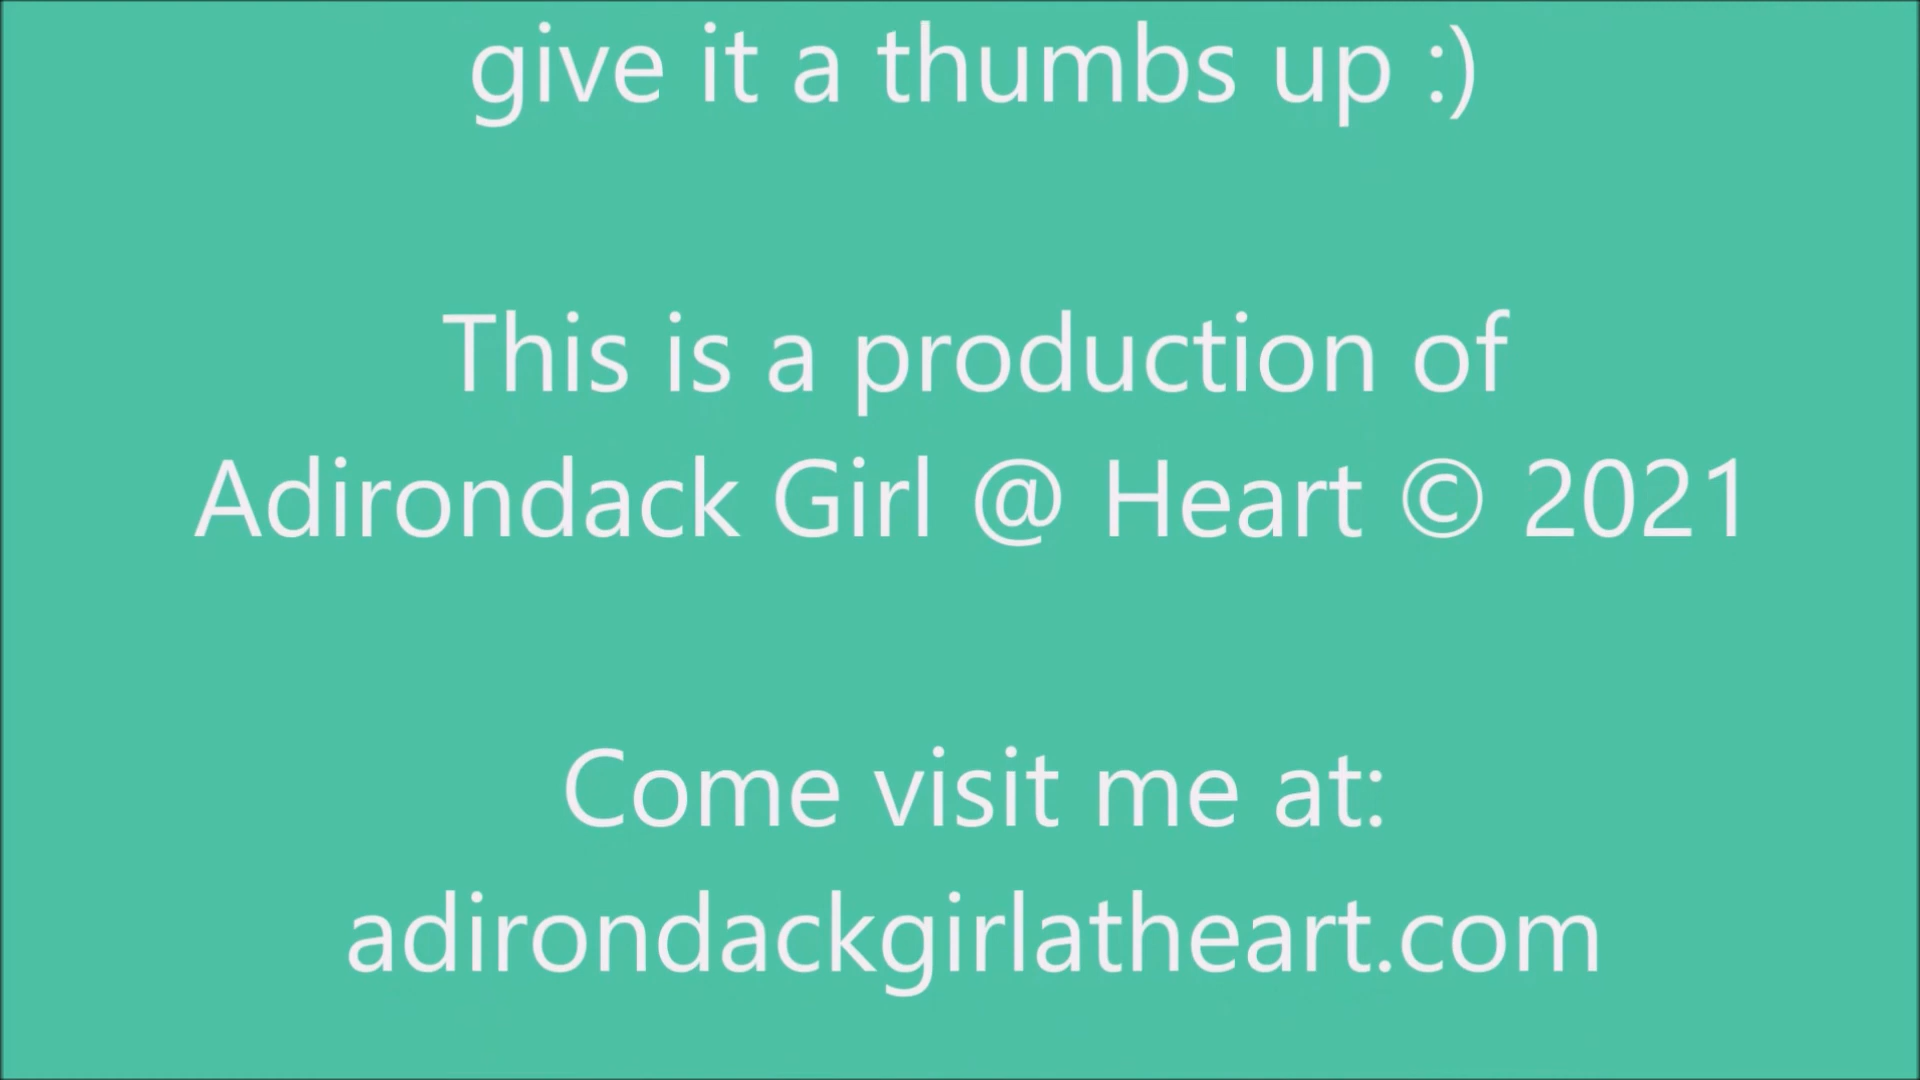 give it a thumbs up :)
This is a production of
Adirondack Girl @ Heart © 2021
Come visit me at:
adirondackgirlatheart.com